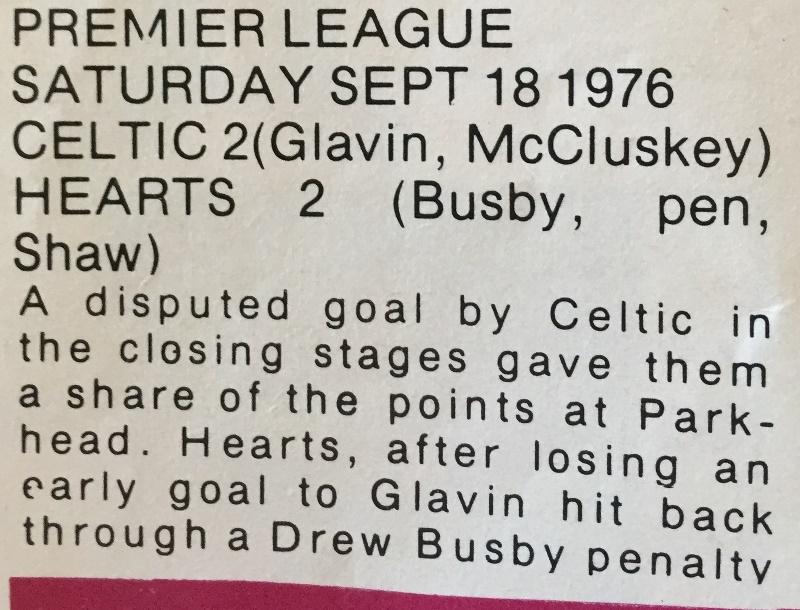 PREMIER LEAGUE
SATURDAY SEPT 18 1976
CELTIC 2(Glavin, McCluskey)
HEARTS 2 (Busby, pen,
Shaw)
A disputed goal by Celtic in
the closing stages gave them
a share of the points at Park-
head. Hearts, after losing an
early goal to Glavin hit back
through a Drew Busby penalty